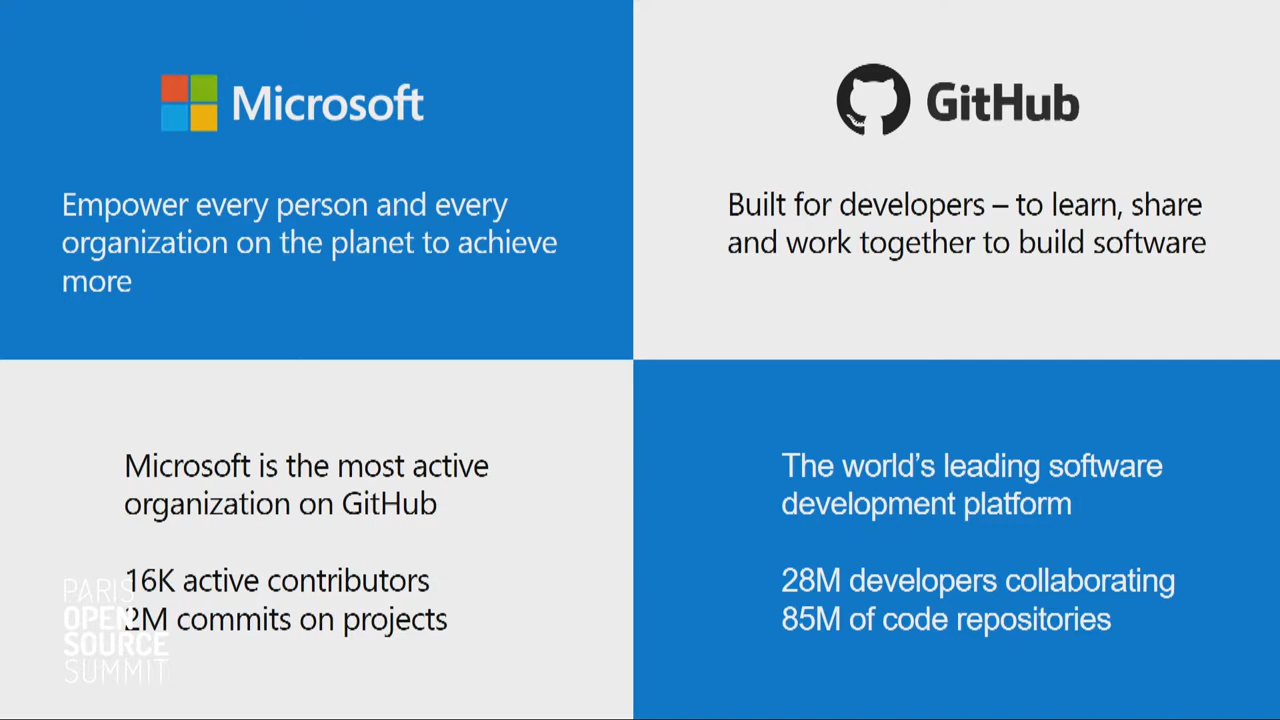 Microsoft
Empower every person and every
organization on the planet to achieve
more
GitHub
Built for developers – to learn, share
and work together to build software
Microsoft is the most active
organization on GitHub
16K active contributors
2M commits on projects
PARIS
OPEN
SOURCE
SUMMIT
The world's leading software
development platform
28M developers collaborating
85M of code repositories